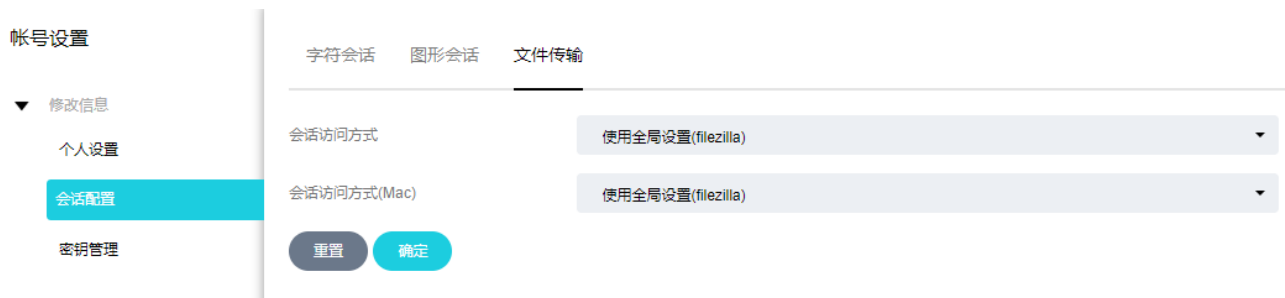 帐号设置
修改信息
个人设置
会话配置
密钥管理
字符会话 图形会话 文件传输
会话访问方式 使用全局设置(filezilla)
会话访问方式(Mac) 使用全局设置(filezilla)
重置 确定